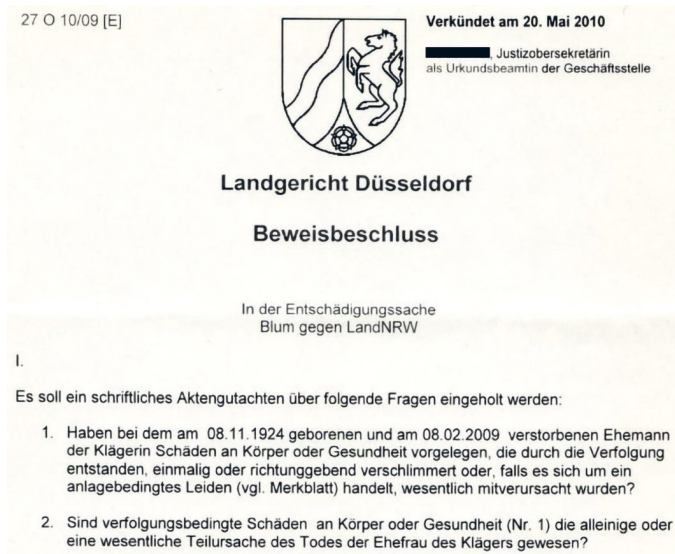 27 O 10/09 [E]
Verkündet am 20. Mai 2010
, Justizobersekretärin
als Urkundsbeamtin der Geschäftsstelle
Landgericht Düsseldorf
Beweisbeschluss
In der Entschädigungssache
Blum gegen LandNRW
I.
Es soll ein schriftliches Aktengutachten über folgende Fragen eingeholt werden:
1. Haben bei dem am 08.11.1924 geborenen und am 08.02.2009 verstorbenen Ehemann
der Klägerin Schäden an Körper oder Gesundheit vorgelegen, die durch die Verfolgung
entstanden, einmalig oder richtunggebend verschlimmert oder, falls es sich um ein
anlagebedingtes Leiden (vgl. Merkblatt) handelt, wesentlich mitverursacht wurden?
2. Sind verfolgungsbedingte Schäden an Körper oder Gesundheit (Nr. 1) die alleinige oder
eine wesentliche Teilursache des Todes der Ehefrau des Klägers gewesen?